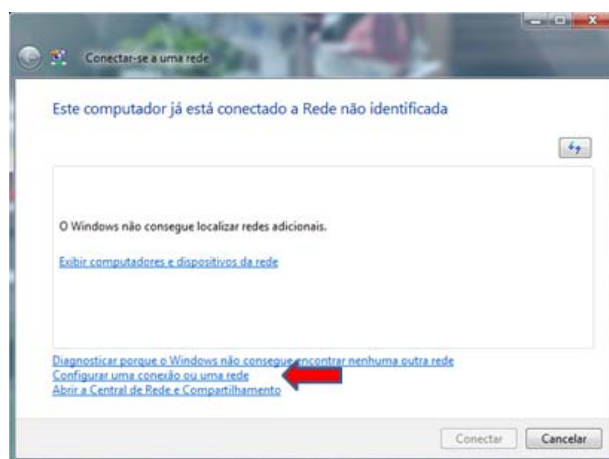 Conectar-se a uma rede
Este computador já está conectado a Rede não identificada
O Windows não consegue localizar redes adicionais.
Exibir computadores e dispositivos da rede
Diagnosticar porque o Windows não consegue encontrar nenhuma outra rede
Configurar uma conexão ou uma rede
Abrir a Central de Rede e Compartilhamento
Conectar
Cancelar